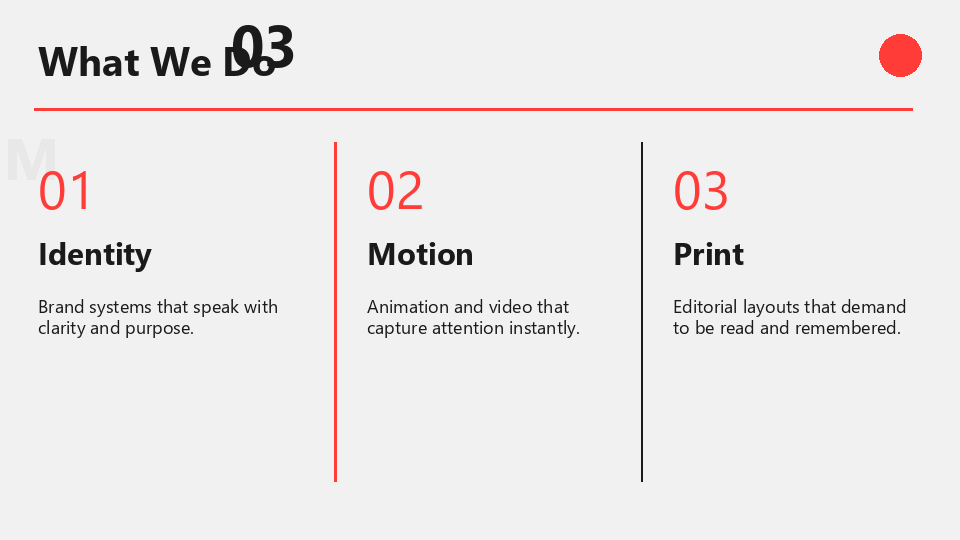 What We Do
03
M
01
Identity
Brand systems that speak with
clarity and purpose.
02
Motion
Animation and video that
capture attention instantly.
03
Print
Editorial layouts that demand
to be read and remembered.